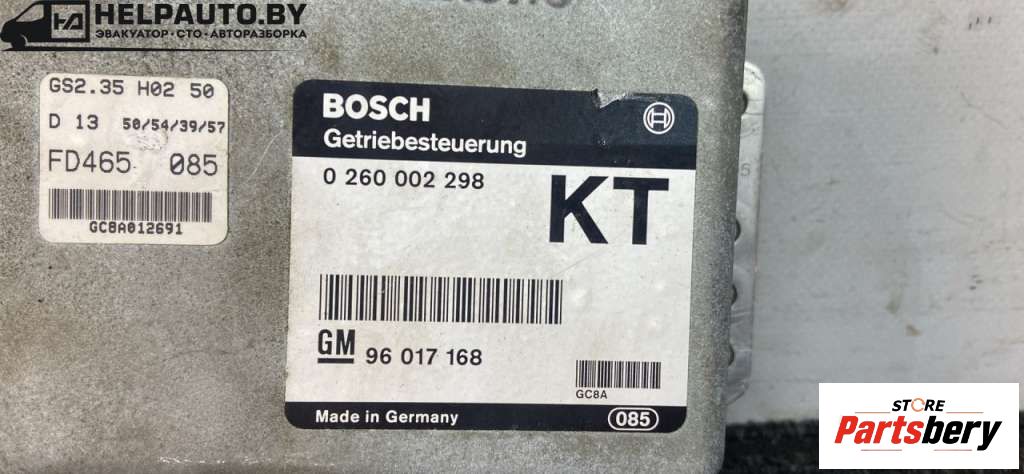 HELPAUTO.BY
ЭВАКУАТОР·СТО·АВТОРАЗБОРКА
GS2.35 H02 50
D 13 50/54/39/57
FD465 085
GC8A012691
BOSCH
Getriebesteuerung
0 260 002 298
KT
GM
96 017 168
GC8A
Made in Germany
085
STORE
Partsbery